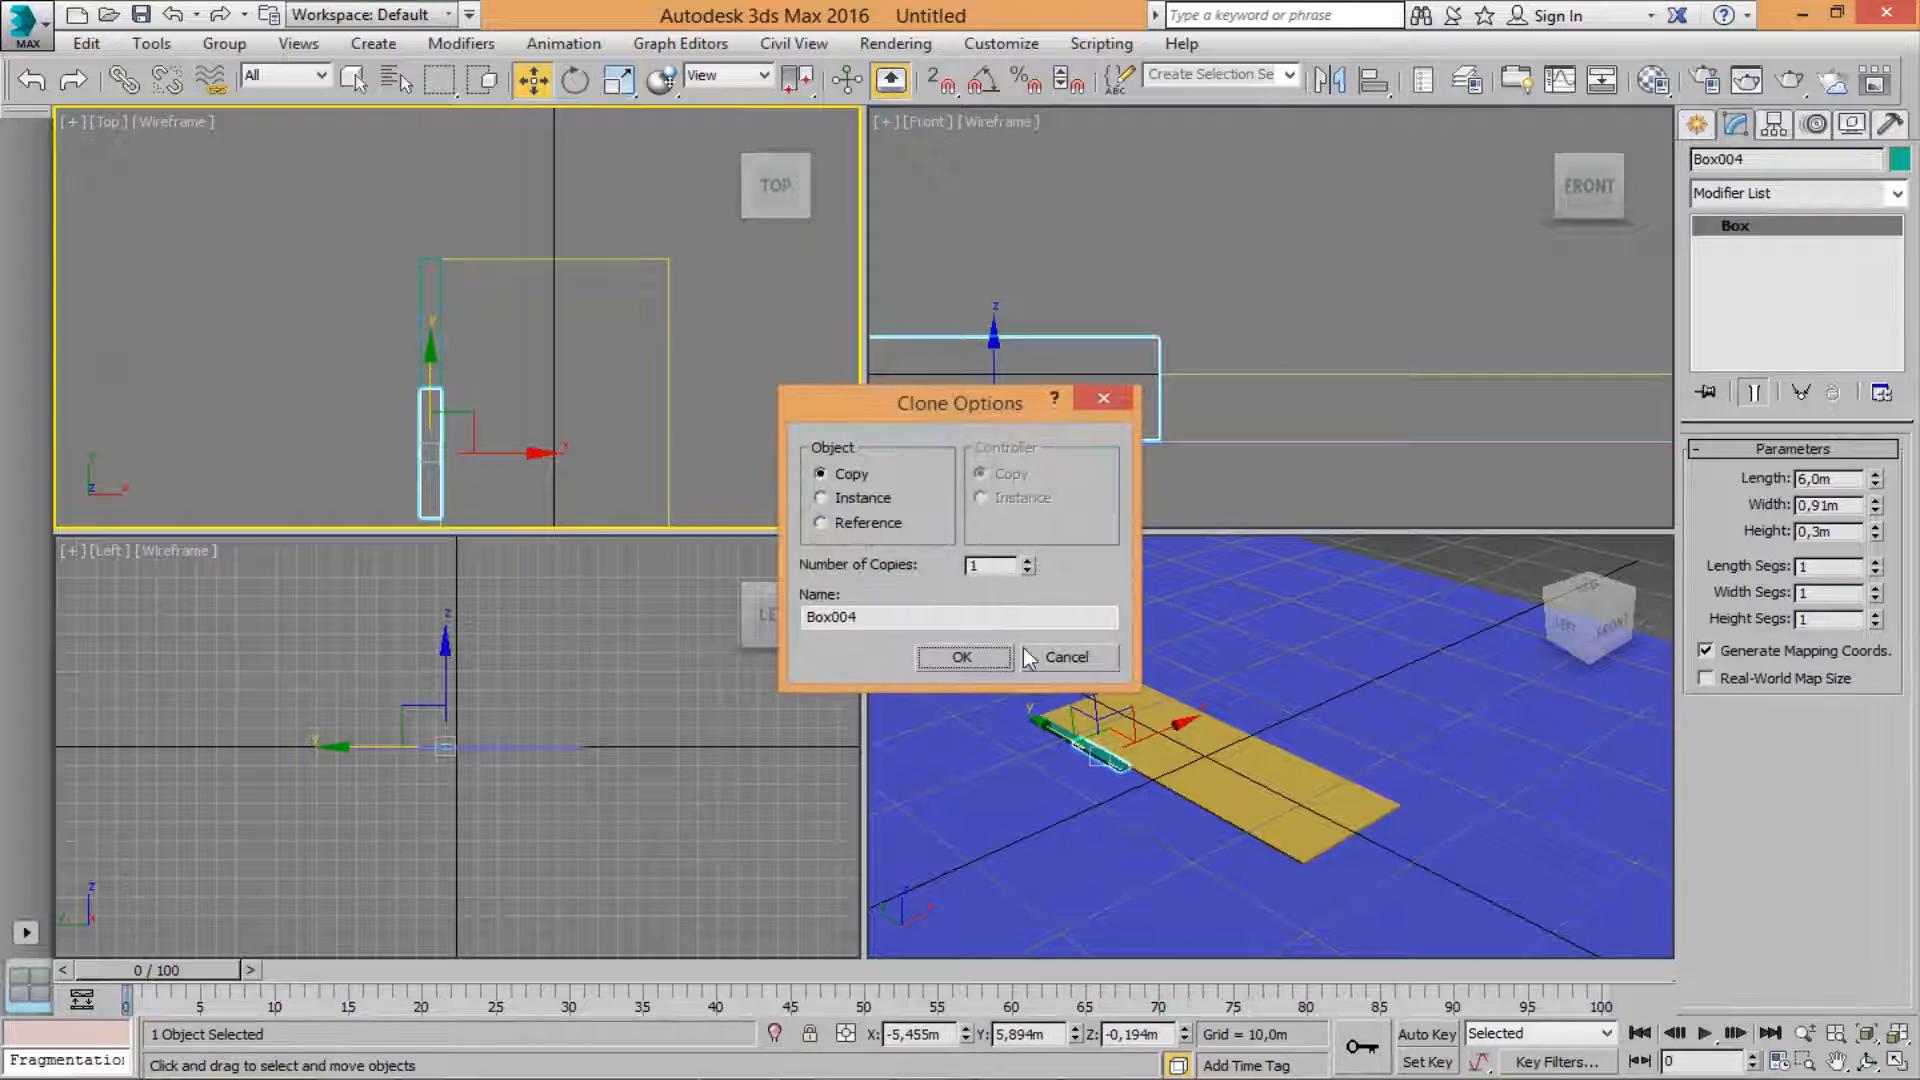 Workspace: Default
Autodesk 3ds Max 2016 Untitled
Type a keyword or phrase
Sign In
MAX
Edit Tools Group Views Create Modifiers Animation Graph Editors Civil View Rendering Customize Scripting Help
All
View
2
%
ABC
Create Selection Se
[+][Top][Wireframe]
TOP
[+][Front][Wireframe]
FRONT
Box004
Modifier List
Box
z
y
x
Clone Options
?
Object
Copy
Instance
Reference
Controller
Copy
Instance
Number of Copies: 1
Name:
Box004
OK
Cancel
Parameters
Length: 6,0m
Width: 0,91m
Height: 0,3m
Length Segs: 1
Width Segs: 1
Height Segs: 1
Generate Mapping Coords.
Real-World Map Size
[+][Left][Wireframe]
z
y
LEFT FRONT
< 0 / 100 >
0 5 10 15 20 25 30 35 40 45 50 55 60 65 70 75 80 85 90 95 100
1 Object Selected
X: -5,455m Y: 5,894m Z: -0,194m Grid = 10,0m
Auto Key Selected
Fragmentation
Click and drag to select and move objects
Add Time Tag
Set Key Key Filters... 0